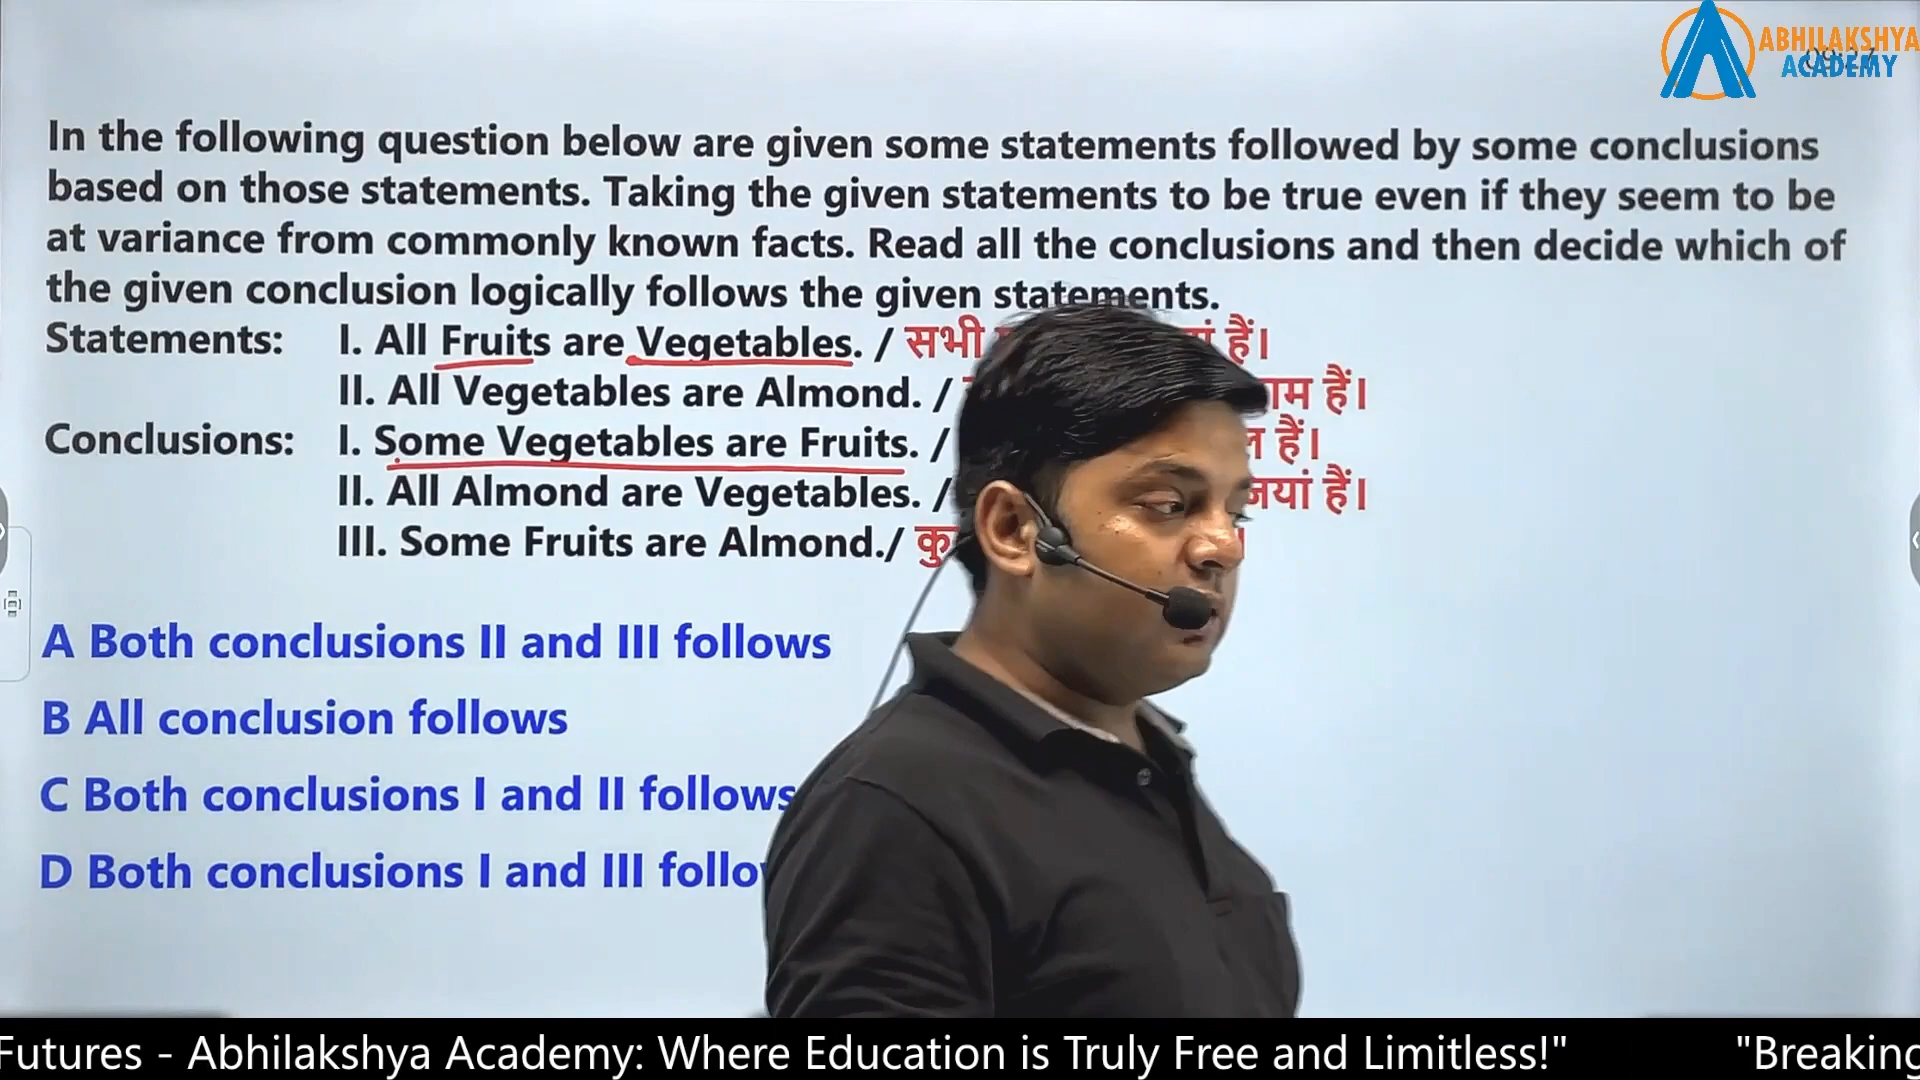 ABHILAKSHYA
ACADEMY
In the following question below are given some statements followed by some conclusions
based on those statements. Taking the given statements to be true even if they seem to be
at variance from commonly known facts. Read all the conclusions and then decide which of
the given conclusion logically follows the given statements.
Statements: I. All Fruits are Vegetables. / सभी हैं।
II. All Vegetables are Almond. / हैं।
Conclusions: I. Some Vegetables are Fruits. / हैं।
II. All Almond are Vegetables. / हैं।
III. Some Fruits are Almond./
A Both conclusions II and III follows
B All conclusion follows
C Both conclusions I and II follows
D Both conclusions I and III
Futures - Abhilakshya Academy: Where Education is Truly Free and Limitless!" "Breaking